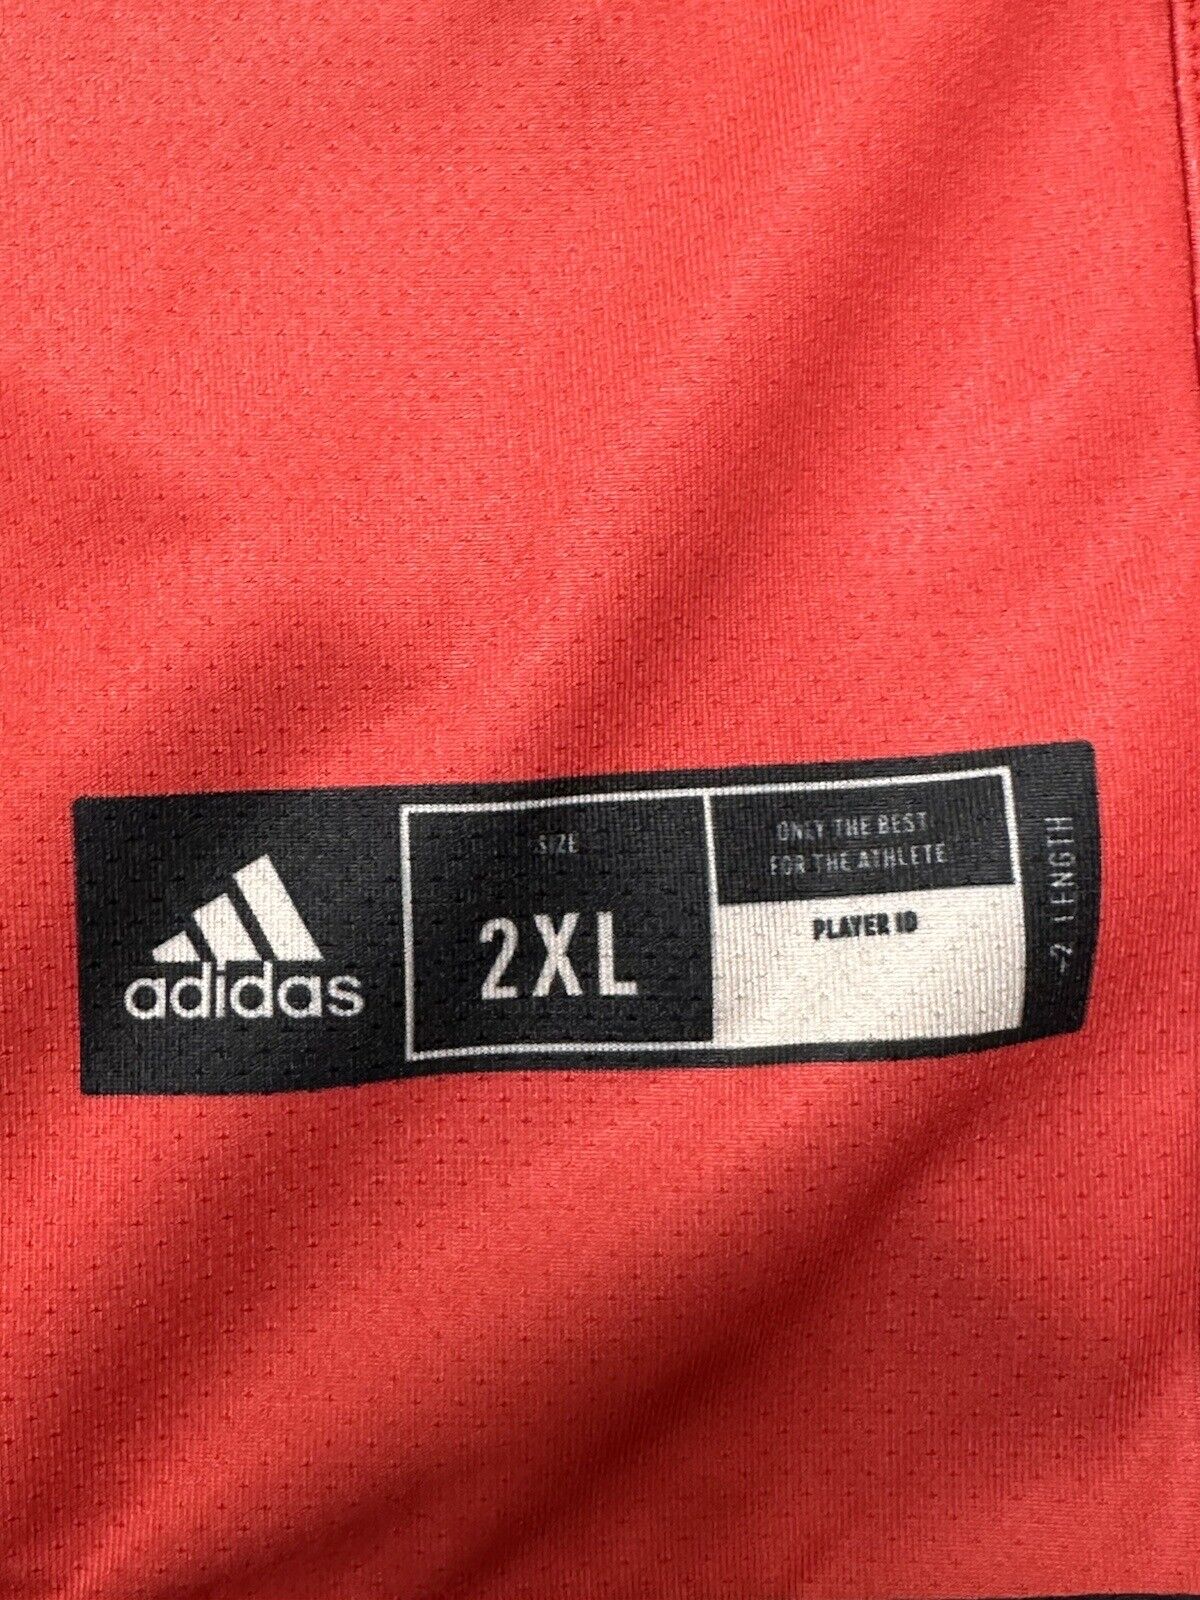 adidas
SIZE
2XL
ONLY THE BEST
FOR THE ATHLETE
PLAYER ID
-2 LENGTH